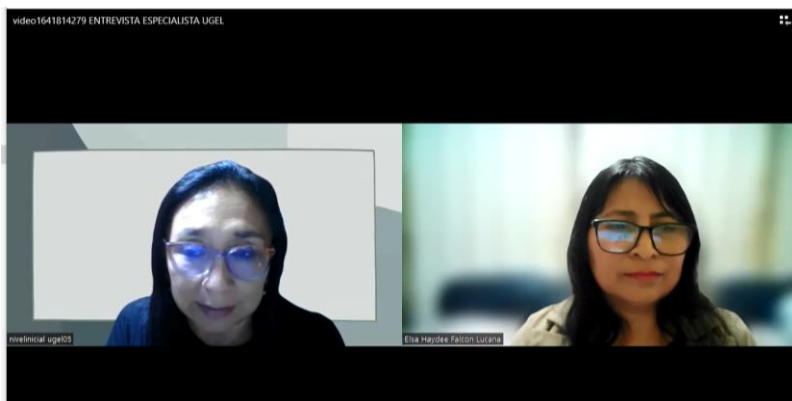 video1641814279 ENTREVISTA ESPECIALISTA UGEL
nivelinicial ugel05
Elsa Haydee Falcon Lucana